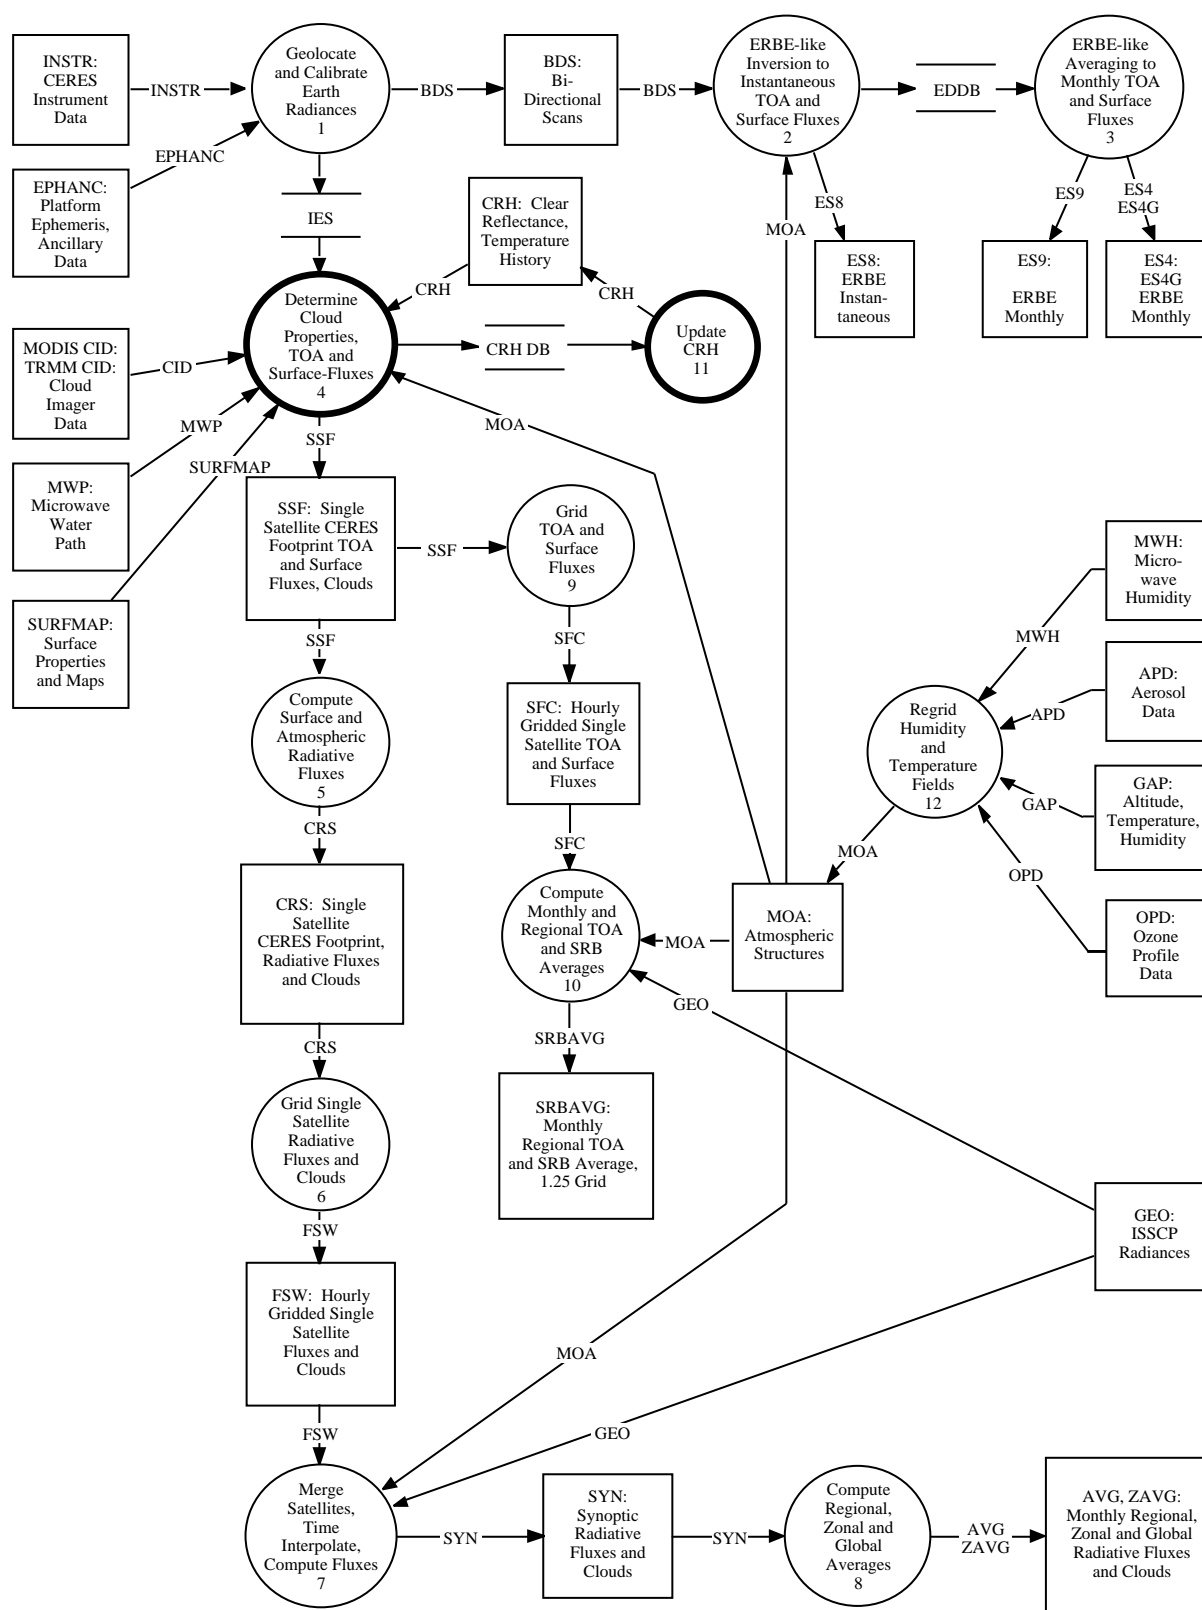 INSTR:
CERES
Instrument
Data
INSTR
Geolocate
and Calibrate
Earth
Radiances
1
BDS
BDS:
Bi-
Directional
Scans
BDS
ERBE-like
Inversion to
Instantaneous
TOA and
Surface Fluxes
2
EDDB
ERBE-like
Averaging to
Monthly TOA
and Surface
Fluxes
3
EPHANC
EPHANC:
Platform
Ephemeris,
Ancillary
Data
IES
CRH: Clear
Reflectance,
Temperature
History
MOA
ES8
ES9
ES4
ES4G
ES8:
ERBE
Instan-
taneous
ES9:
ERBE
Monthly
ES4:
ES4G
ERBE
Monthly
CRH
CRH
Determine
Cloud
Properties,
TOA and
Surface-Fluxes
4
CRH DB
Update
CRH
11
MODIS CID:
TRMM CID:
Cloud
Imager
Data
CID
MWP
MOA
SSF
SURFMAP
MWP:
Microwave
Water
Path
SSF: Single
Satellite CERES
Footprint TOA
and Surface
Fluxes, Clouds
SSF
Grid
TOA and
Surface
Fluxes
9
MWH:
Micro-
wave
Humidity
SURFMAP:
Surface
Properties
and Maps
SSF
SFC
MWH
Compute
Surface and
Atmospheric
Radiative
Fluxes
5
SFC: Hourly
Gridded Single
Satellite TOA
and Surface
Fluxes
Regrid
Humidity
and
Temperature
Fields
12
APD
APD:
Aerosol
Data
GAP
GAP:
Altitude,
Temperature,
Humidity
CRS
SFC
MOA
OPD
CRS: Single
Satellite
CERES Footprint,
Radiative Fluxes
and Clouds
Compute
Monthly and
Regional TOA
and SRB
Averages
10
MOA
MOA:
Atmospheric
Structures
OPD:
Ozone
Profile
Data
GEO
CRS
SRBAVG
Grid Single
Satellite
Radiative
Fluxes and
Clouds
6
SRBAVG:
Monthly
Regional TOA
and SRB Average,
1.25 Grid
FSW
GEO:
ISSCP
Radiances
FSW: Hourly
Gridded Single
Satellite
Fluxes and
Clouds
MOA
FSW
GEO
Merge
Satellites,
Time
Interpolate,
Compute Fluxes
7
SYN
SYN:
Synoptic
Radiative
Fluxes and
Clouds
SYN
Compute
Regional,
Zonal and
Global
Averages
8
AVG
ZAVG
AVG, ZAVG:
Monthly Regional,
Zonal and Global
Radiative Fluxes
and Clouds